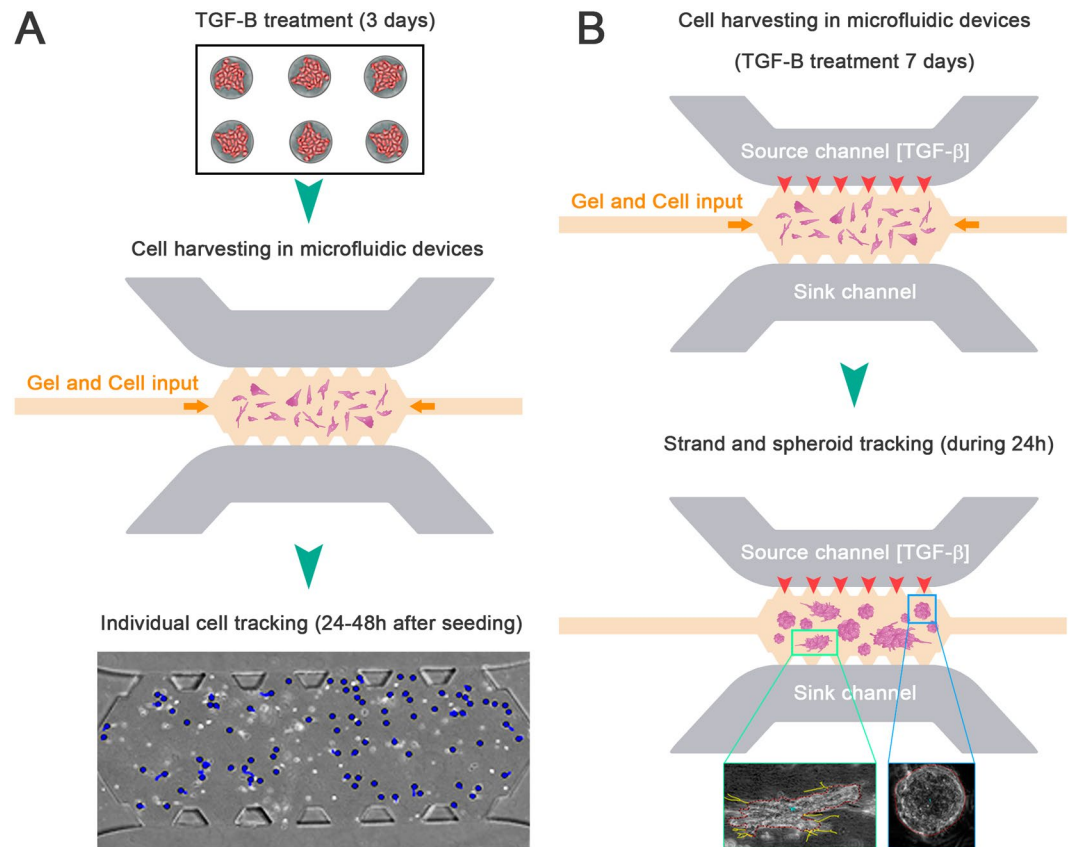 A
TGF-B treatment (3 days)
Cell harvesting in microfluidic devices
Gel and Cell input
Individual cell tracking (24-48h after seeding)
B
Cell harvesting in microfluidic devices
(TGF-B treatment 7 days)
Source channel [TGF-β]
Gel and Cell input
Sink channel
Strand and spheroid tracking (during 24h)
Source channel [TGF-β]
Sink channel